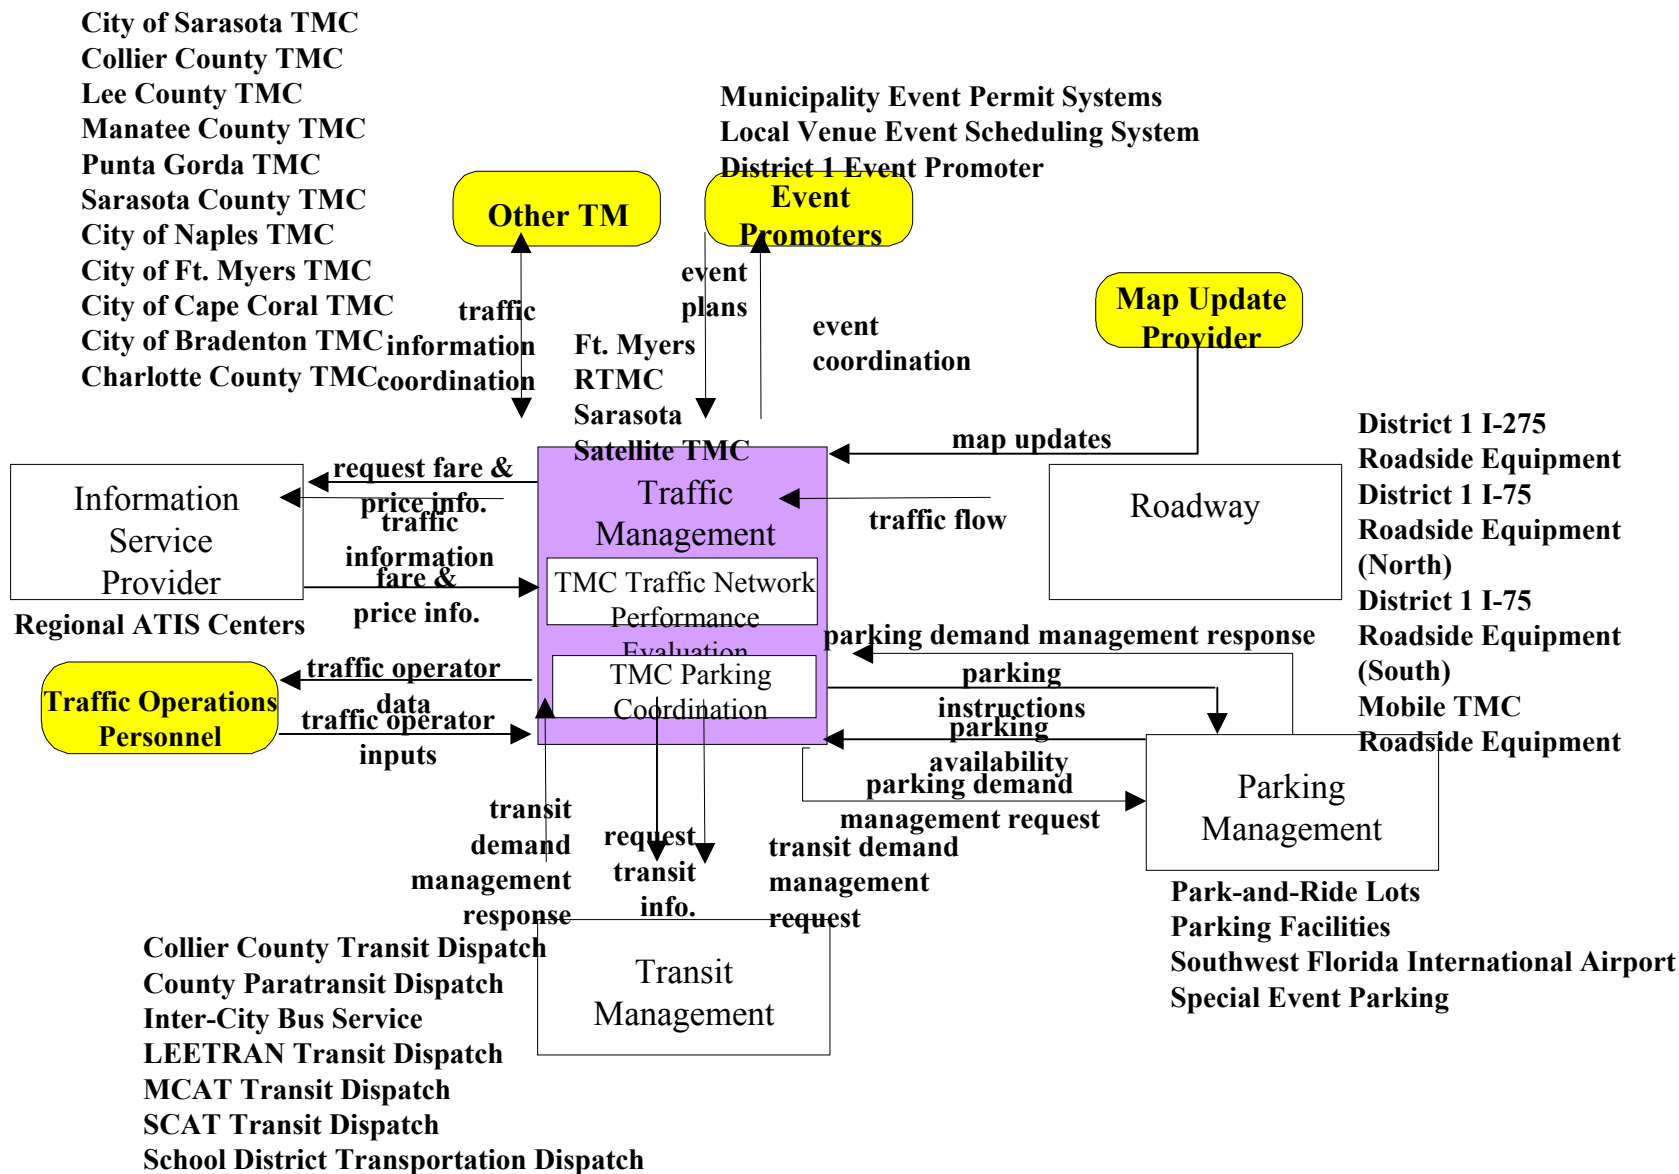 City of Sarasota TMC
Collier County TMC
Lee County TMC
Manatee County TMC
Punta Gorda TMC
Sarasota County TMC
City of Naples TMC
City of Ft. Myers TMC
City of Cape Coral TMC
City of Bradenton TMC
Charlotte County TMC
Municipality Event Permit Systems
Local Venue Event Scheduling System
District 1 Event Promoter
Other TM
Event
Promoters
Map Update
Provider
traffic
information
coordination
event
plans
event
coordination
Ft. Myers
RTMC
Sarasota
Satellite TMC
map updates
District 1 I-275
Roadside Equipment
District 1 I-75
Roadside Equipment
(North)
District 1 I-75
Roadside Equipment
(South)
Mobile TMC
Roadside Equipment
Information
Service
Provider
Regional ATIS Centers
request fare &
price info.
traffic
information
fare &
price info.
Traffic
Management
TMC Traffic Network
Performance
Evaluation
TMC Parking
Coordination
traffic flow
Roadway
Traffic Operations
Personnel
traffic operator
data
traffic operator
inputs
parking demand management response
parking
instructions
parking
availability
parking demand
management request
Parking
Management
Park-and-Ride Lots
Parking Facilities
Southwest Florida International Airport
Special Event Parking
transit
demand
management
response
request
transit
info.
transit demand
management
request
Transit
Management
Collier County Transit Dispatch
County Paratransit Dispatch
Inter-City Bus Service
LEETRAN Transit Dispatch
MCAT Transit Dispatch
SCAT Transit Dispatch
School District Transportation Dispatch